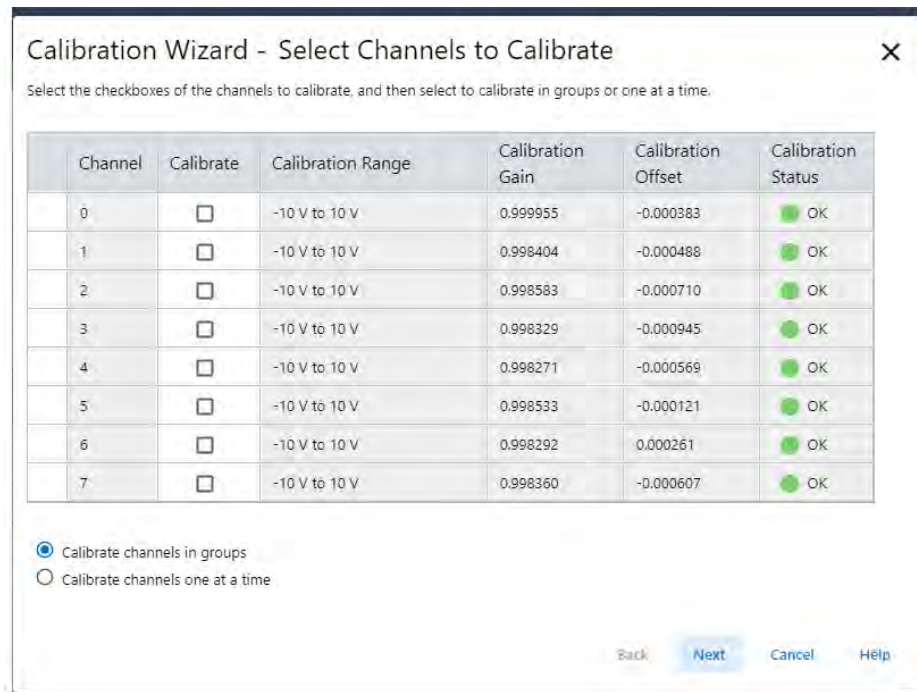 Calibration Wizard - Select Channels to Calibrate
Select the checkboxes of the channels to calibrate, and then select to calibrate in groups or one at a time.
Channel Calibrate Calibration Range Calibration Gain Calibration Offset Calibration Status
0 -10 V to 10 V 0.999955 -0.000383 OK
1 -10 V to 10 V 0.998404 -0.000488 OK
2 -10 V to 10 V 0.998583 -0.000710 OK
3 -10 V to 10 V 0.998329 -0.000945 OK
4 -10 V to 10 V 0.998271 -0.000569 OK
5 -10 V to 10 V 0.998533 -0.000121 OK
6 -10 V to 10 V 0.998292 0.000261 OK
7 -10 V to 10 V 0.998360 -0.000607 OK
Calibrate channels in groups
Calibrate channels one at a time
Back Next Cancel Help